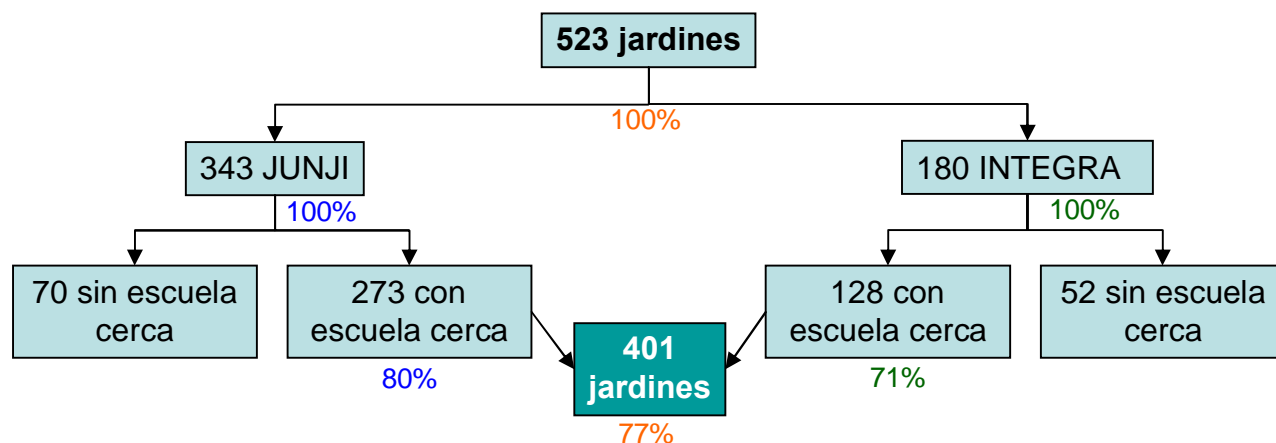 523 jardines
100%
343 JUNJI
180 INTEGRA
100%
100%
70 sin escuela
cerca
273 con
escuela cerca
128 con
escuela cerca
52 sin escuela
cerca
401
jardines
80%
71%
77%